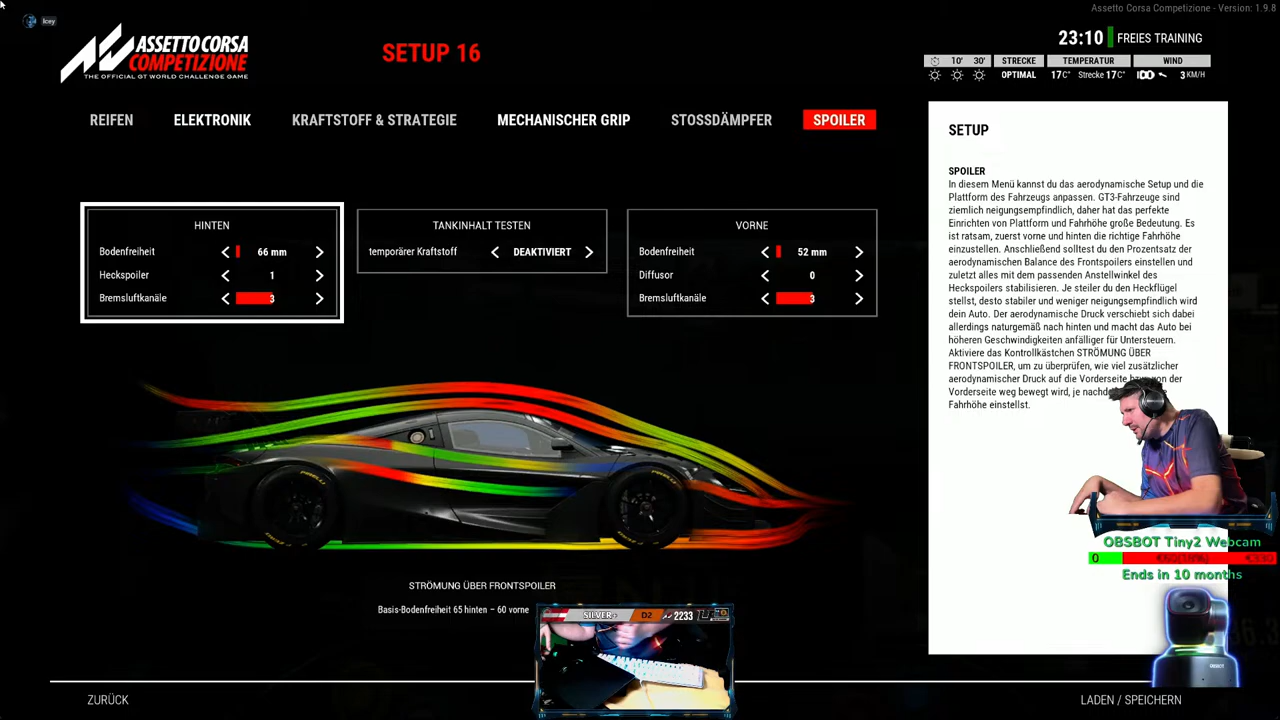 Icey
Assetto Corsa Competizione - Version: 1.9.8
ASSETTO CORSA
COMPETIZIONE
THE OFFICIAL GT WORLD CHALLENGE GAME
SETUP 16
23:10 FREIES TRAINING
10' 30' STRECKE TEMPERATUR WIND
OPTIMAL 17C° Strecke 17C° 3 KM/H
REIFEN ELEKTRONIK KRAFTSTOFF & STRATEGIE MECHANISCHER GRIP STOSSDÄMPFER SPOILER
HINTEN
Bodenfreiheit 66 mm
Heckspoiler 1
Bremsluftkanäle 3
TANKINHALT TESTEN
temporärer Kraftstoff DEAKTIVIERT
VORNE
Bodenfreiheit 52 mm
Diffusor 0
Bremsluftkanäle 3
SETUP
SPOILER
In diesem Menü kannst du das aerodynamische Setup und die
Plattform des Fahrzeugs anpassen. GT3-Fahrzeuge sind
ziemlich neigungsempfindlich, daher hat das perfekte
Einrichten von Plattform und Fahrhöhe große Bedeutung. Es
ist ratsam, zuerst vorne und hinten die richtige Fahrhöhe
einzustellen. Anschließend solltest du den Prozentsatz der
aerodynamischen Balance des Frontspoilers einstellen und
zuletzt alles mit dem passenden Anstellwinkel des
Heckspoilers stabilisieren. Je steiler du den Heckflügel
stellst, desto stabiler und weniger neigungsempfindlich wird
dein Auto. Der aerodynamische Druck verschiebt sich dabei
allerdings naturgemäß nach hinten und macht das Auto bei
höheren Geschwindigkeiten anfälliger für Untersteuern.
Aktiviere das Kontrollkästchen STRÖMUNG ÜBER
FRONTSPOILER, um zu überprüfen, wie viel zusätzlicher
aerodynamischer Druck auf die Vorderseite von der
Vorderseite weg bewegt wird, je
Fahrhöhe einstellst.
STRÖMUNG ÜBER FRONTSPOILER
Basis-Bodenfreiheit 65 hinten – 60 vorne
SILVER+ D2 2233
OBSBOT Tiny2 Webcam
0 €60(18%) €330
Ends in 10 months
OBSBOT
ZURÜCK
LADEN / SPEICHERN